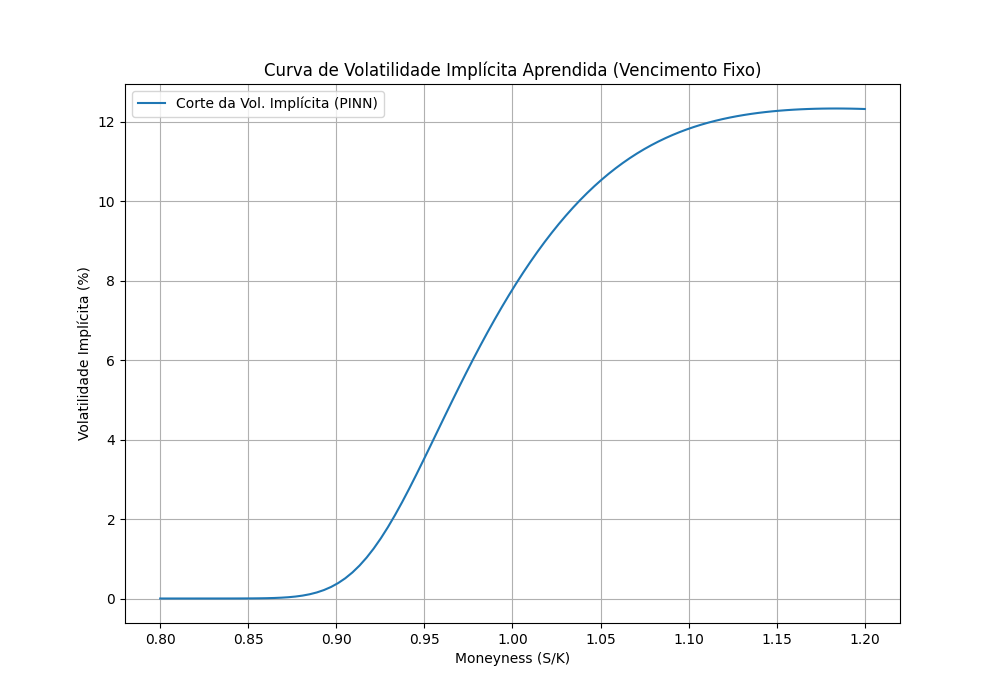 Curva de Volatilidade Implícita Aprendida (Vencimento Fixo)
Corte da Vol. Implícita (PINN)
Volatilidade Implícita (%)
12
10
8
6
4
2
0
0.80 0.85 0.90 0.95 1.00 1.05 1.10 1.15 1.20
Moneyness (S/K)